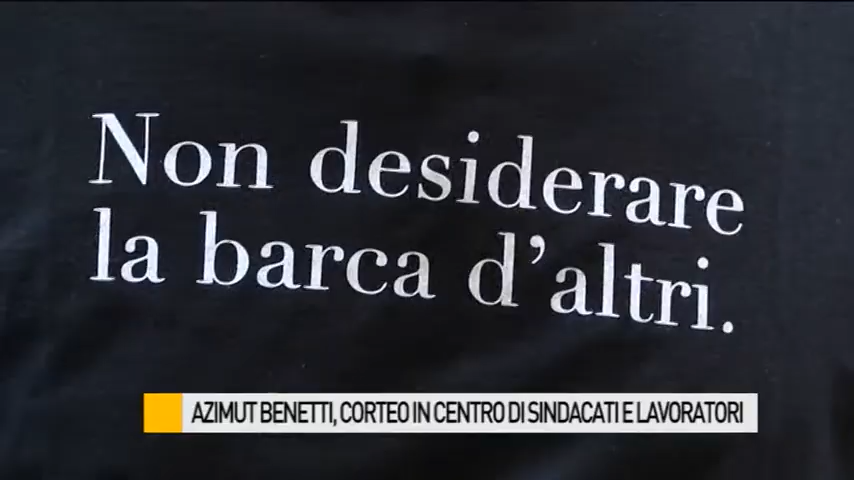 Non desiderare
la barca d'altri.
AZIMUT BENETTI, CORTEO IN CENTRO DI SINDACATI E LAVORATORI